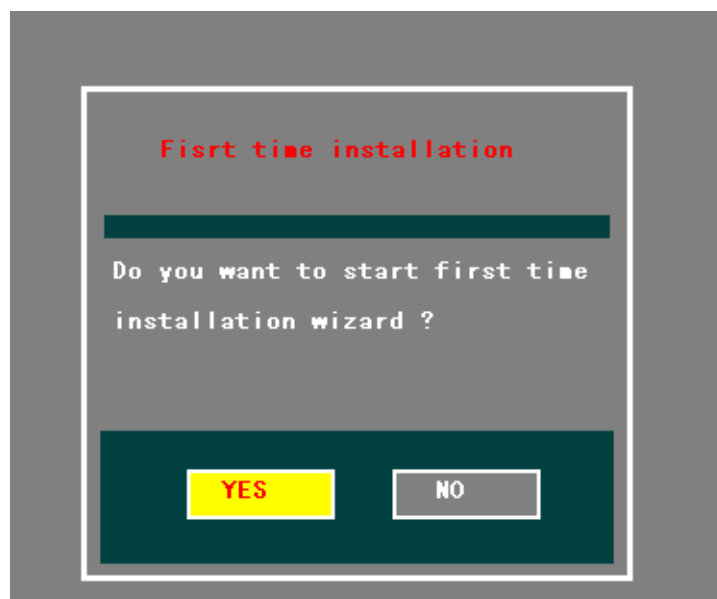 Fisrt time installation
Do you want to start first time
installation wizard ?
YES
NO